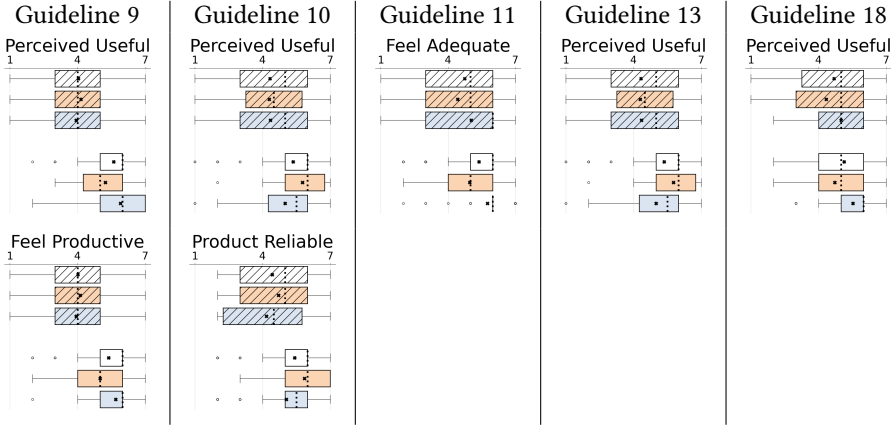 Guideline 9
Guideline 10
Guideline 11
Guideline 13
Guideline 18
Perceived Useful
Perceived Useful
Feel Adequate
Perceived Useful
Perceived Useful
1 4 7
4 7
1 4 7
1 4 7
4 7
Feel Productive
Product Reliable
1 4 7
1 4 7